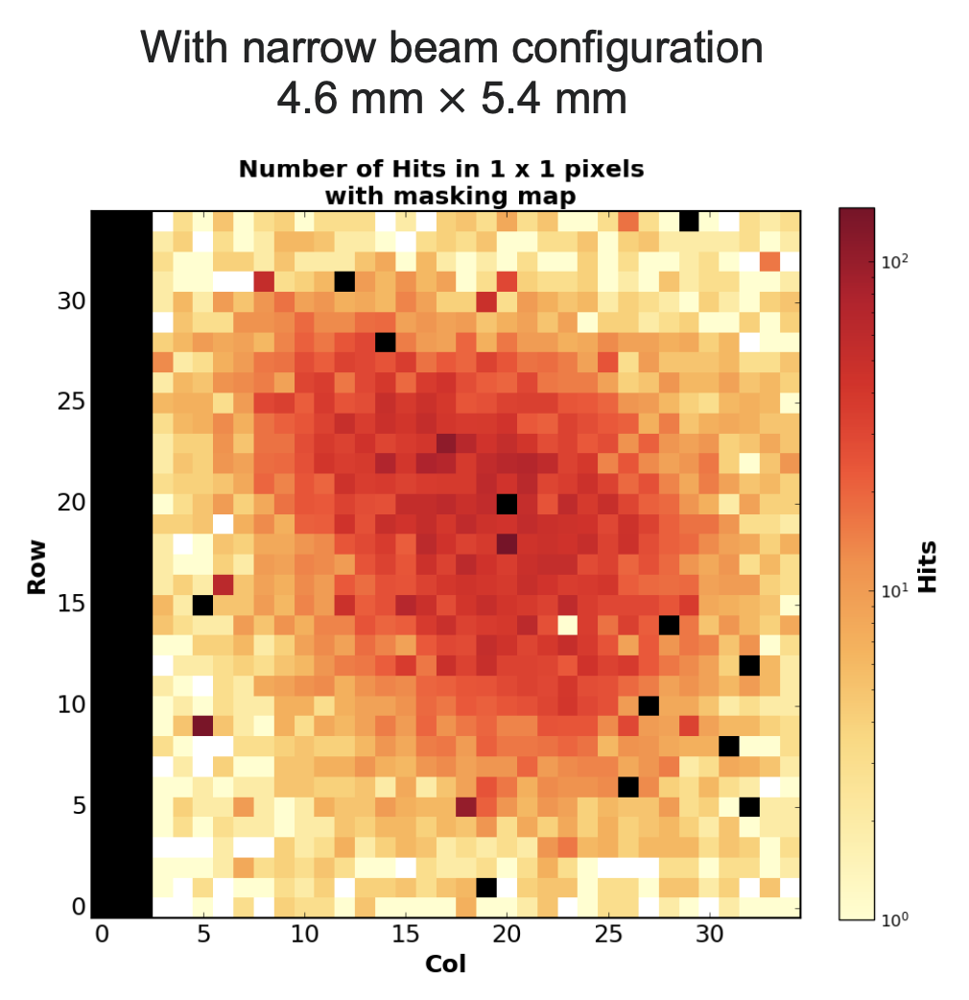 With narrow beam configuration
4.6 mm × 5.4 mm
Number of Hits in 1 x 1 pixels
with masking map
30
25
20
15
10
5
0
Row
0 5 10 15 20 25 30
Col
10²
10¹
10⁰
Hits